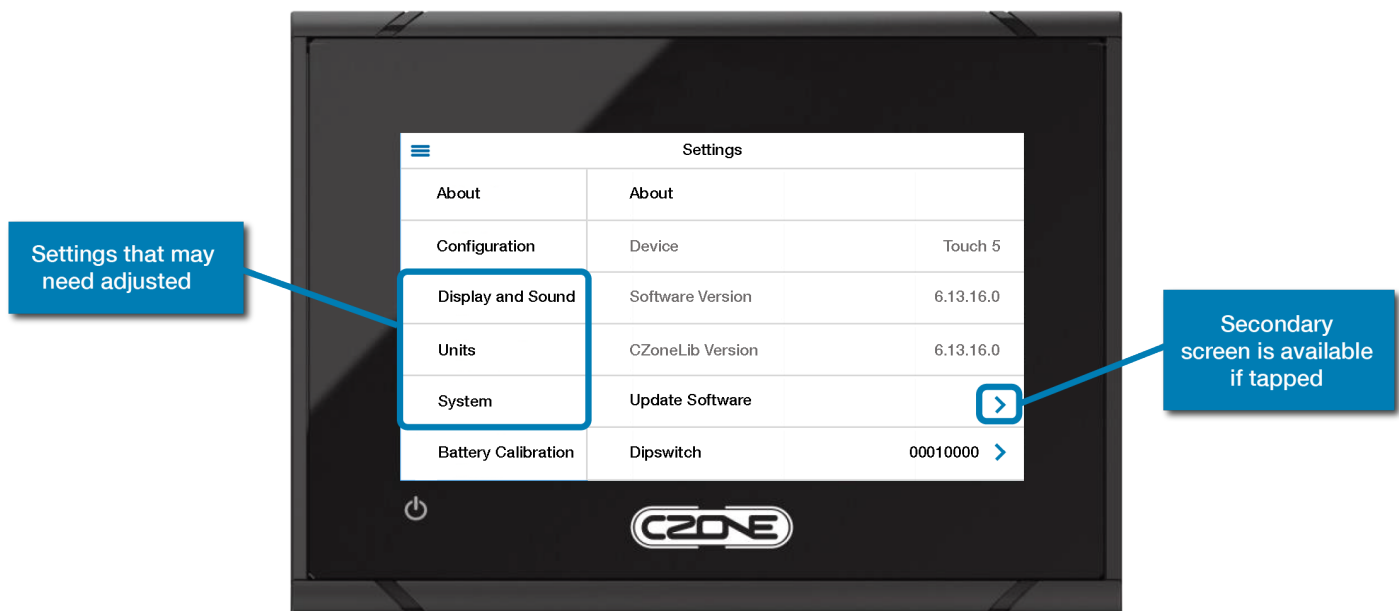 Settings
About
About
Configuration
Device
Touch 5
Settings that may
need adjusted
Display and Sound
Software Version
6.13.16.0
Units
CZoneLib Version
6.13.16.0
Secondary
screen is available
if tapped
System
Update Software
Battery Calibration
Dipswitch
00010000
CZONE